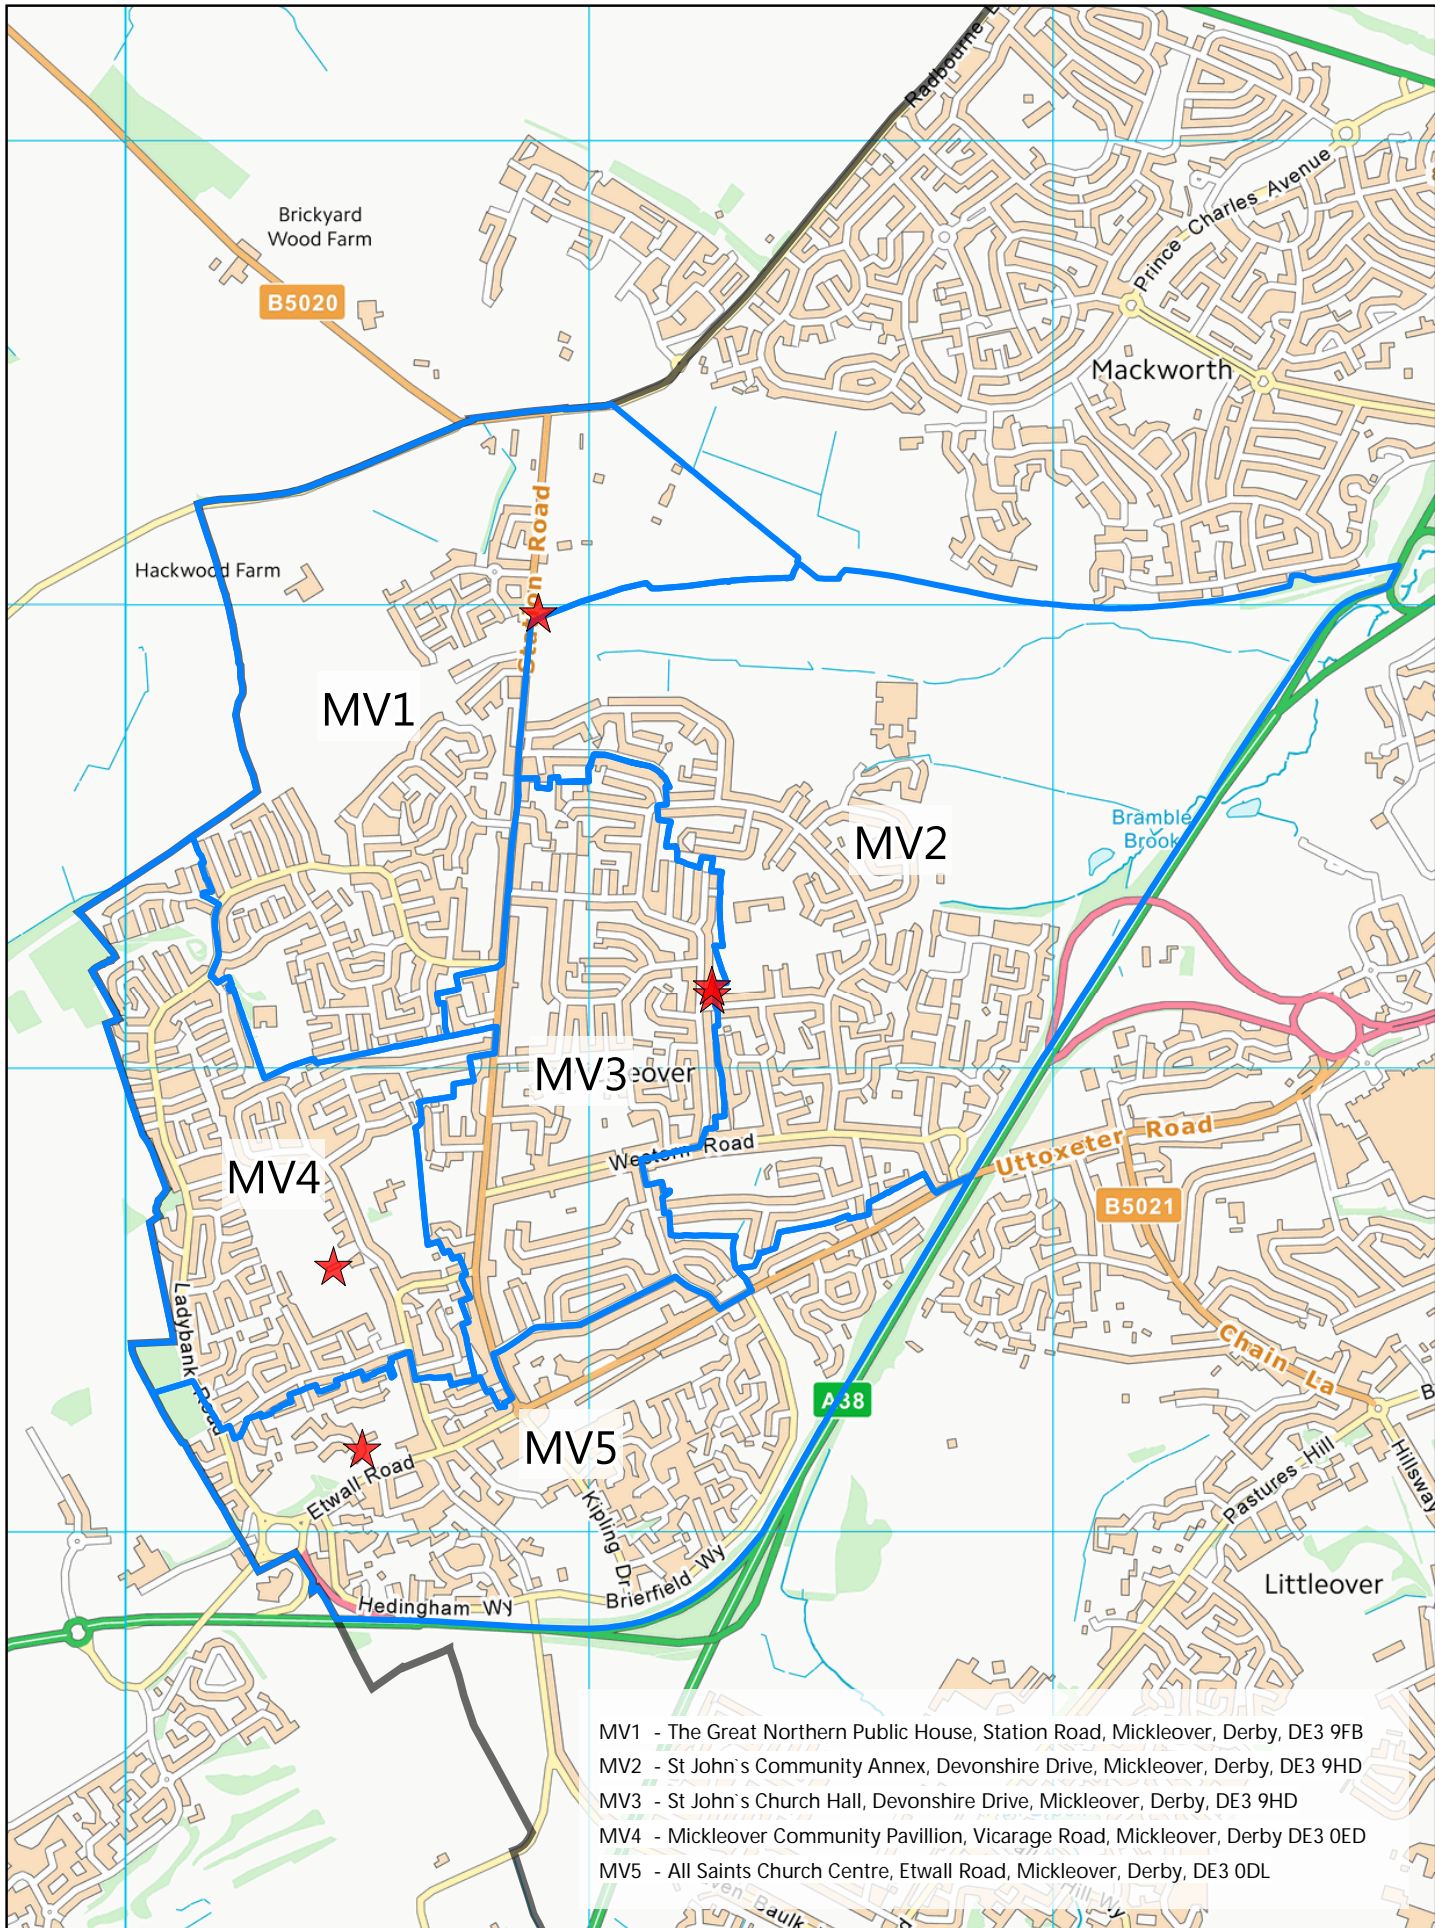 Radbourne
Prince Charles Avenue
Brickyard
Wood Farm
B5020
Mackworth
Station Road
Hackwood Farm
MV1
MV2
Bramble
Brook
MV3
eover
Western Road
Uttoxeter Road
B5021
MV4
Ladybank Road
Chain La
A38
MV5
Etwall Road
Pastures Hill
Hillsway
Kipling Dr
Brierfield Wy
Hedingham Wy
Littleover
MV1 - The Great Northern Public House, Station Road, Mickleover, Derby, DE3 9FB
MV2 - St John`s Community Annex, Devonshire Drive, Mickleover, Derby, DE3 9HD
MV3 - St John`s Church Hall, Devonshire Drive, Mickleover, Derby, DE3 9HD
MV4 - Mickleover Community Pavillion, Vicarage Road, Mickleover, Derby DE3 0ED
MV5 - All Saints Church Centre, Etwall Road, Mickleover, Derby, DE3 0DL